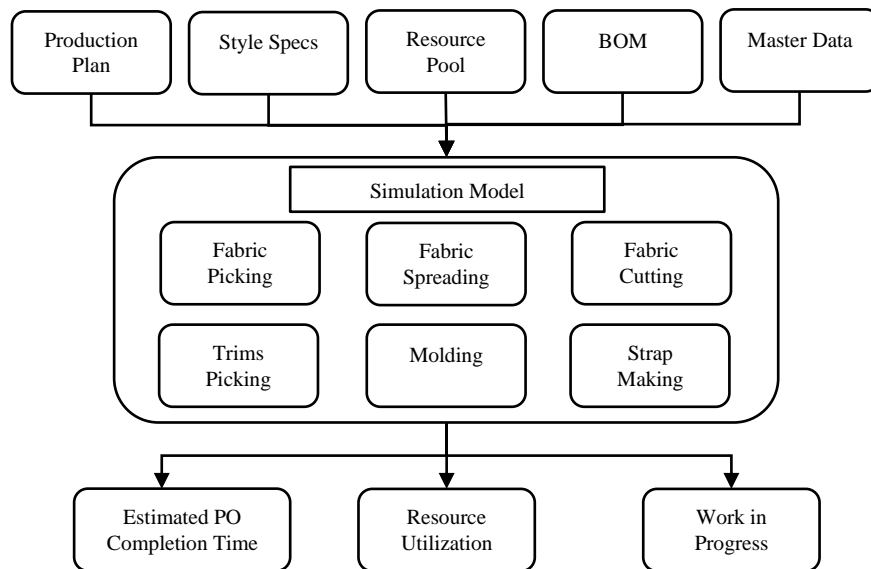 Production
Plan
Style Specs
Resource
Pool
BOM
Master Data
Simulation Model
Fabric
Picking
Fabric
Spreading
Fabric
Cutting
Trims
Picking
Molding
Strap
Making
Estimated PO
Completion Time
Resource
Utilization
Work in
Progress